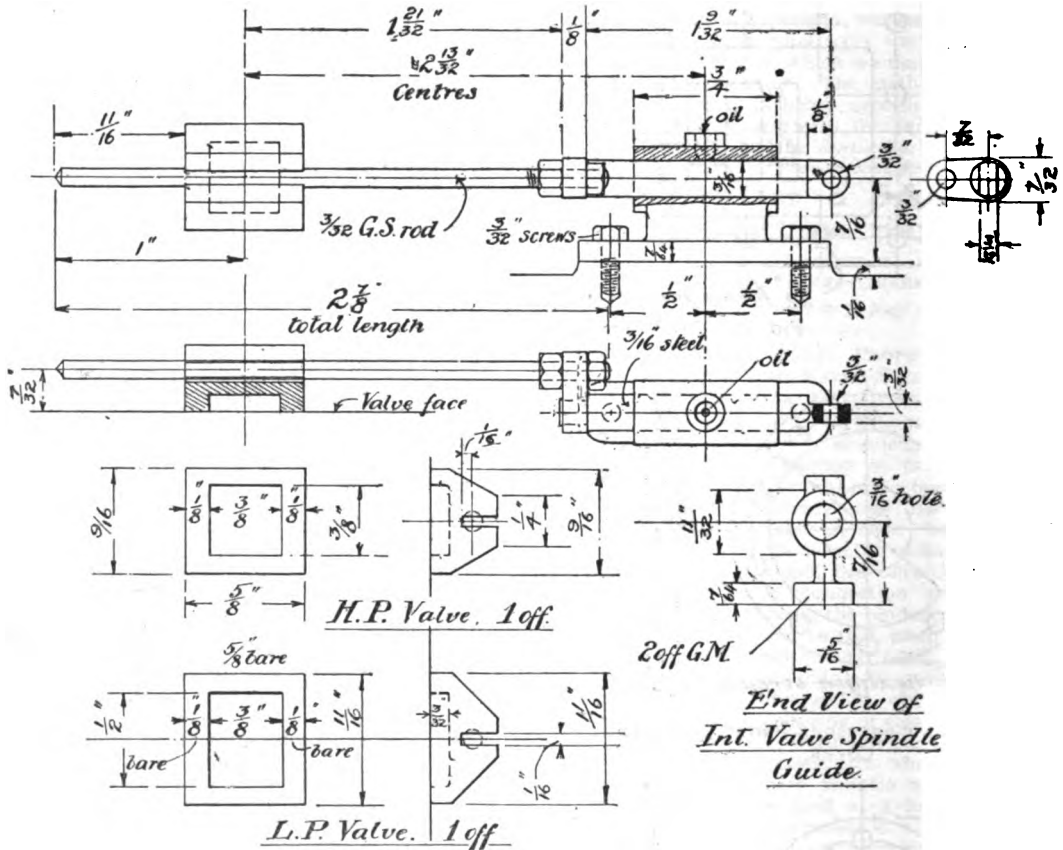 1 21/32"
1/8"
1 9/32"
2 13/32"
Centres
3/4"
11/16"
oil
1/8"
3/32"
7/32"
7/32"
3/32"
3/16
3/32 G.S. rod
3/32" screws
7/64
7/16
1"
1/2"
1/2"
1/16
2 7/8"
total length
3/16" steel
oil
3/32"
3/32"
7/32"
Valve face
9/16
1/8"
3/8"
1/8"
3/8"
5/8"
1/4"
9/16"
H.P. Valve. 1 off.
3/16" hole.
11/32
7/16
7/64
2 off G.M
5/16"
End View of
Int. Valve Spindle
Guide.
5/8" bare
1/2"
1/8"
3/8"
1/8"
11/16"
3/32
11/16"
bare
bare
1/16"
L.P. Valve. 1 off